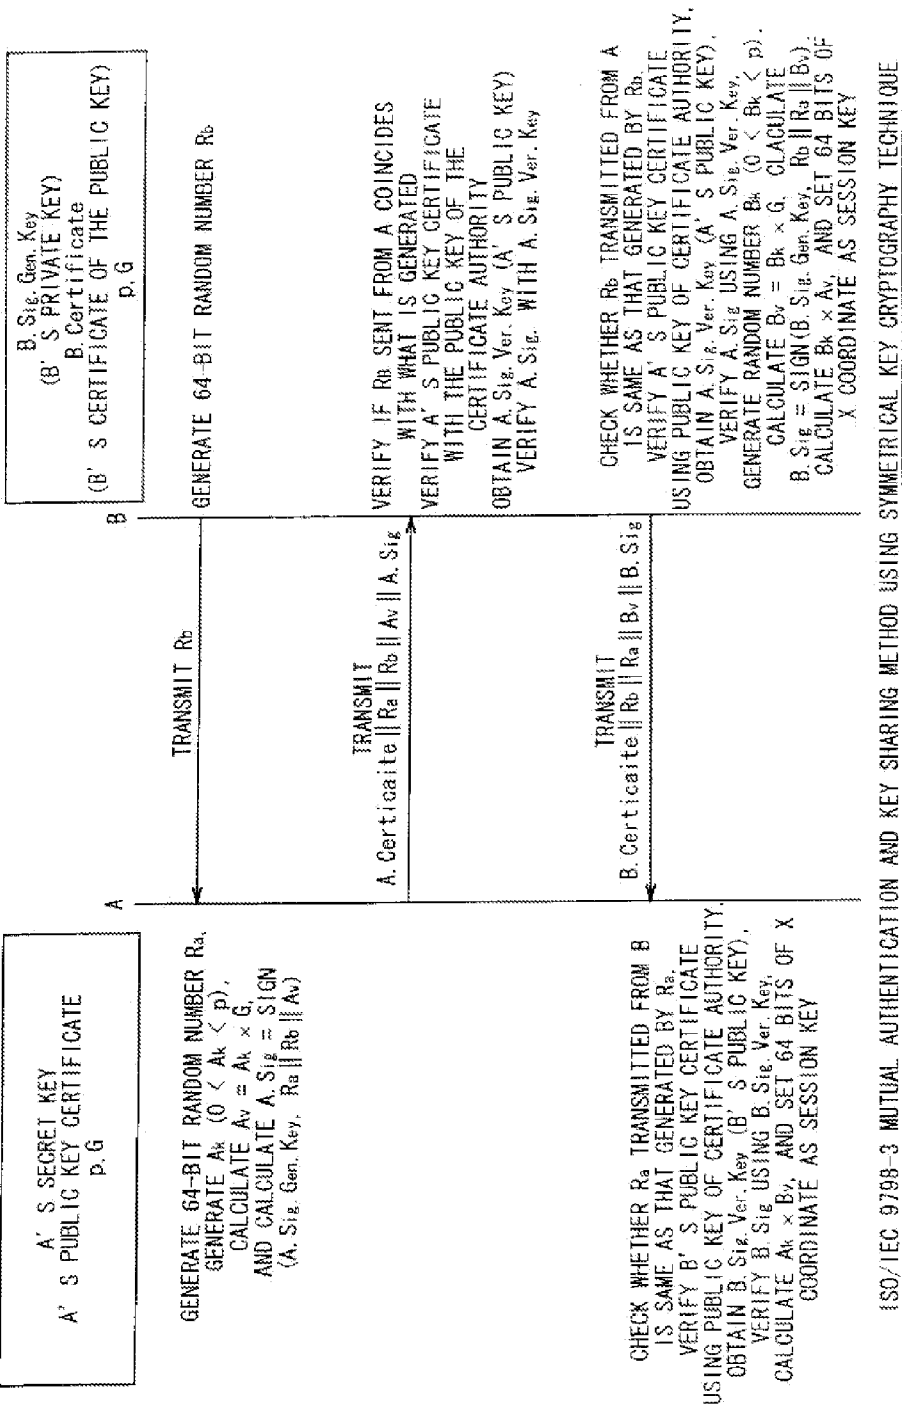 A' S SECRET KEY
A' S PUBLIC KEY CERTIFICATE
p, G
B. Sig. Gen. Key
(B' S PRIVATE KEY)
B. Certificate
(B' S CERTIFICATE OF THE PUBLIC KEY)
p, G
A
B
GENERATE 64-BIT RANDOM NUMBER Rb
TRANSMIT Rb
GENERATE 64-BIT RANDOM NUMBER Ra,
GENERATE Ak (0 < Ak < p),
CALCULATE Av = Ak × G,
AND CALCULATE A. Sig = SIGN
(A. Sig. Gen. Key, Ra || Rb || Av)
TRANSMIT
A. Certicaite || Ra || Rb || Av || A. Sig
VERIFY IF Rb SENT FROM A COINCIDES
WITH WHAT IS GENERATED
VERIFY A' S PUBLIC KEY CERTIFICATE
WITH THE PUBLIC KEY OF THE
CERTIFICATE AUTHORITY
OBTAIN A. Sig. Ver. Key (A' S PUBLIC KEY)
VERIFY A. Sig. WITH A. Sig. Ver. Key
CHECK WHETHER Rb TRANSMITTED FROM A
IS SAME AS THAT GENERATED BY Rb,
VERIFY A' S PUBLIC KEY CERTIFICATE
USING PUBLIC KEY OF CERTIFICATE AUTHORITY,
OBTAIN A. Sig. Ver. Key (A' S PUBLIC KEY),
VERIFY A. Sig USING A. Sig. Ver. Key,
GENERATE RANDOM NUMBER Bk (0 < Bk < p),
CALCULATE Bv = Bk × G, CLACULATE
B. Sig = SIGN(B. Sig. Gen. Key, Rb || Ra || Bv),
CALCULATE Bk × Av, AND SET 64 BITS OF
X COORDINATE AS SESSION KEY
TRANSMIT
B. Certicaite || Rb || Ra || Bv || B. Sig
CHECK WHETHER Ra TRANSMITTED FROM B
IS SAME AS THAT GENERATED BY Ra,
VERIFY B' S PUBLIC KEY CERTIFICATE
USING PUBLIC KEY OF CERTIFICATE AUTHORITY,
OBTAIN B. Sig. Ver. Key (B' S PUBLIC KEY),
VERIFY B. Sig USING B. Sig. Ver. Key,
CALCULATE Ak × Bv, AND SET 64 BITS OF X
COORDINATE AS SESSION KEY
ISO/IEC 9798-3 MUTUAL AUTHENTICATION AND KEY SHARING METHOD USING SYMMETRICAL KEY CRYPTOGRAPHY TECHNIQUE